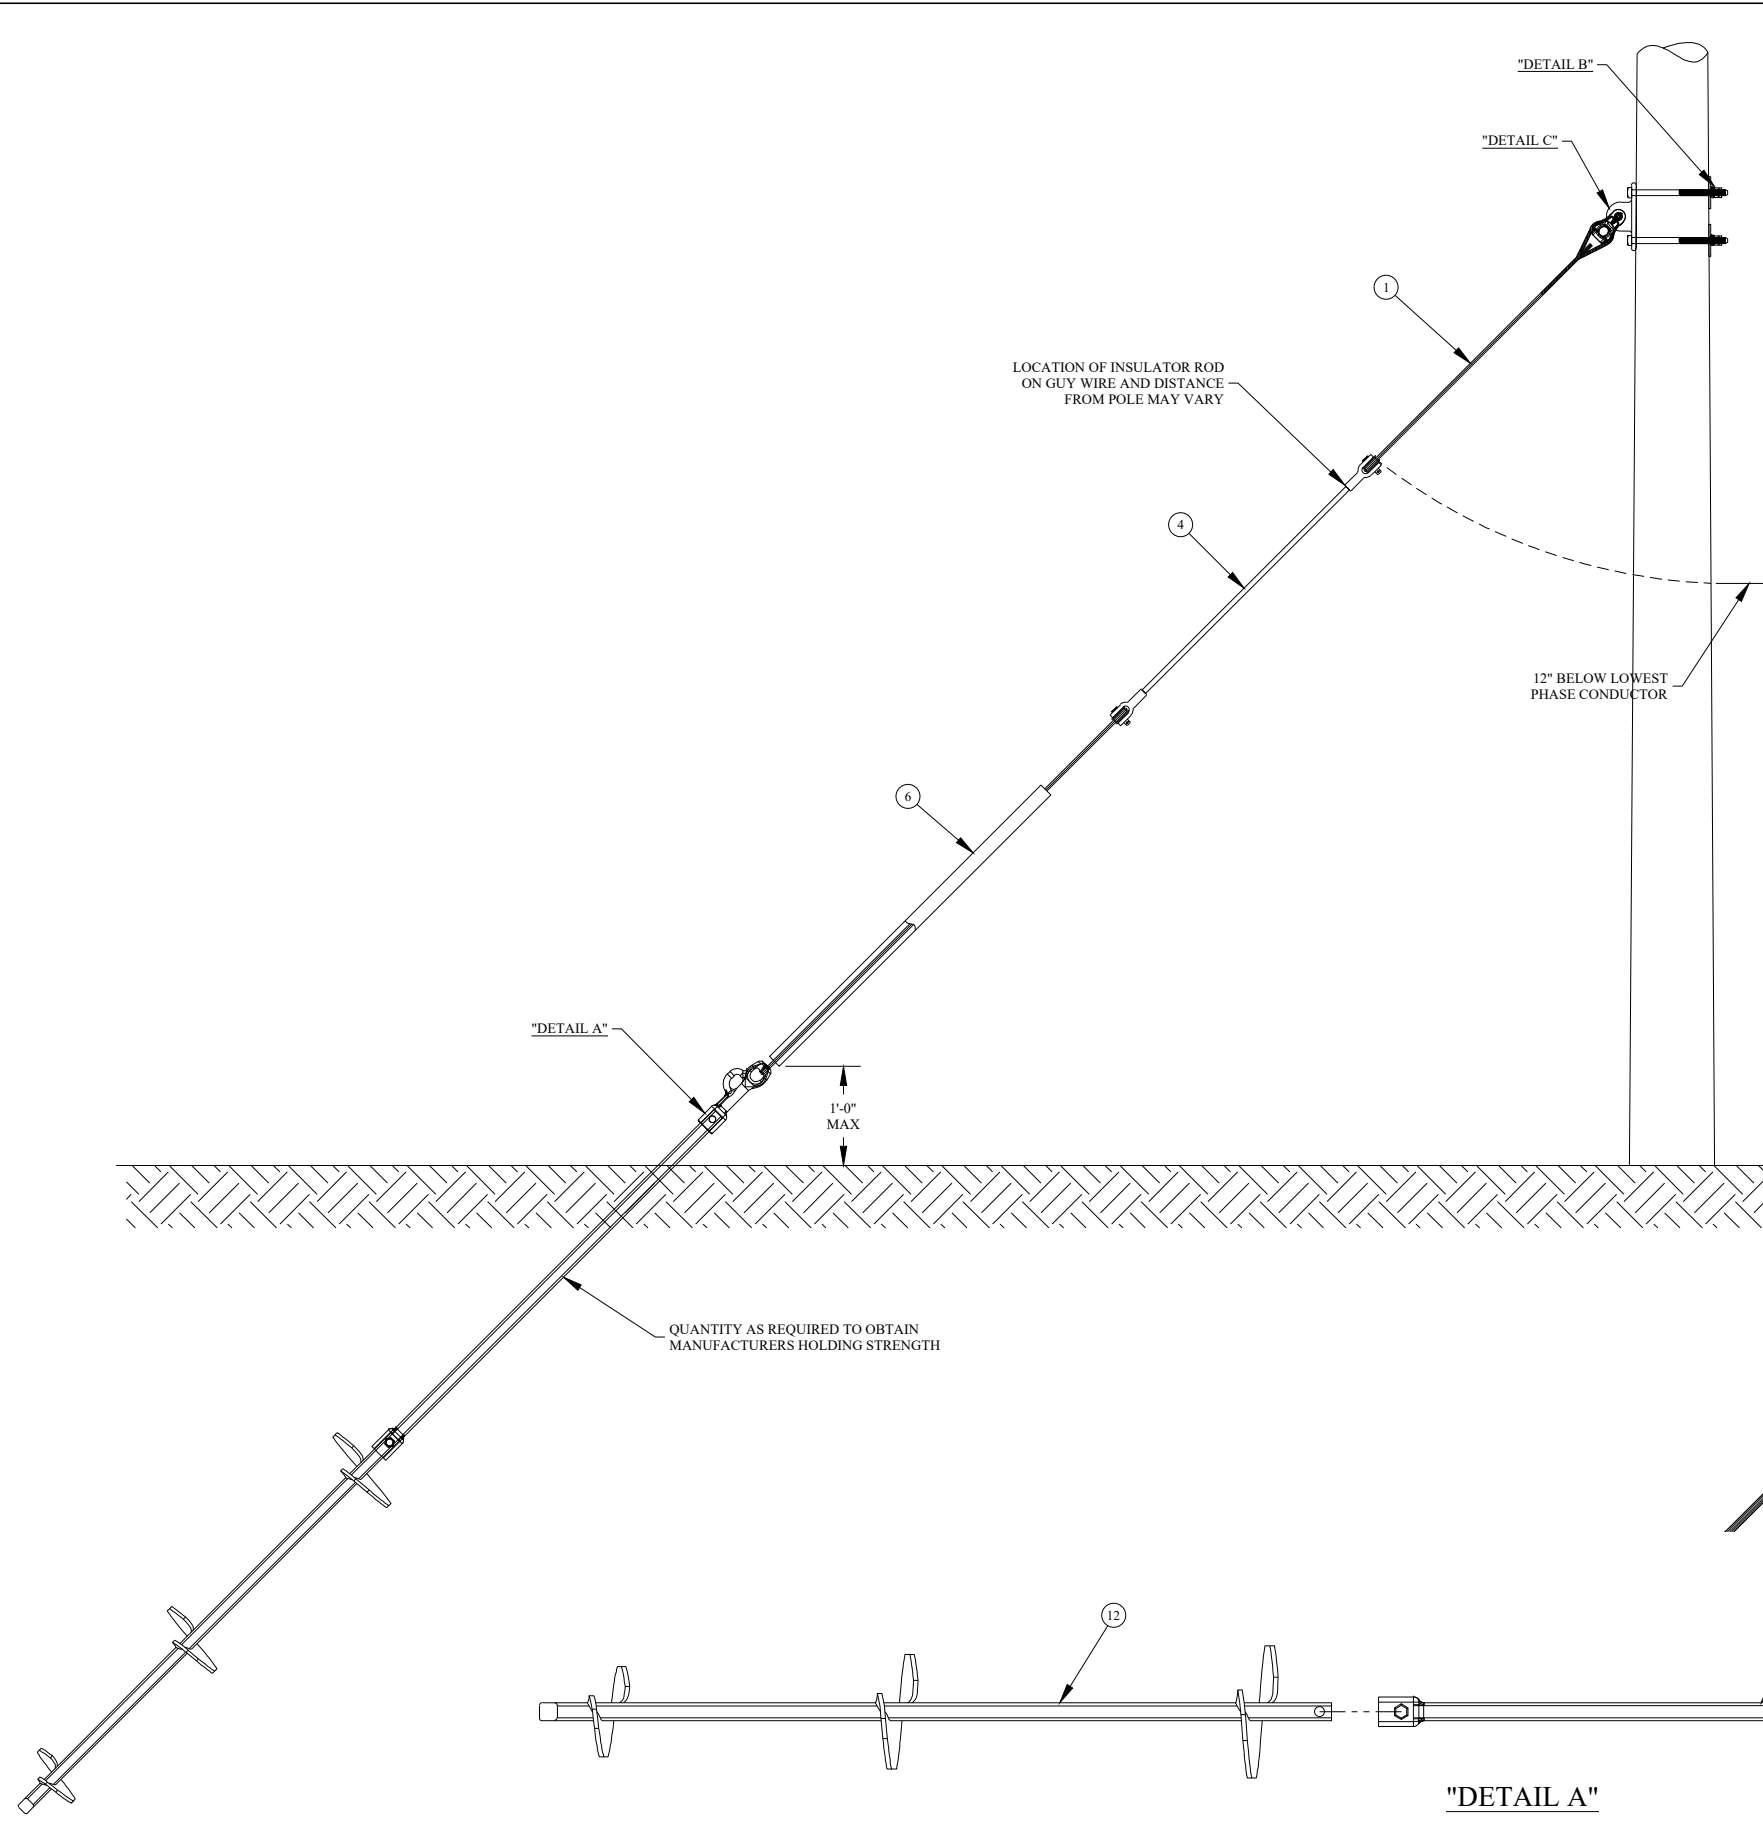 "DETAIL B"
"DETAIL C"
1
LOCATION OF INSULATOR ROD
ON GUY WIRE AND DISTANCE
FROM POLE MAY VARY
4
12" BELOW LOWEST
PHASE CONDUCTOR
6
"DETAIL A"
1'-0"
MAX
QUANTITY AS REQUIRED TO OBTAIN
MANUFACTURERS HOLDING STRENGTH
12
"DETAIL A"